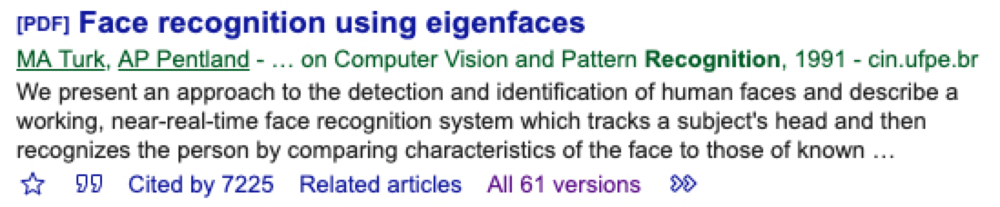 [PDF] Face recognition using eigenfaces
MA Turk, AP Pentland - ... on Computer Vision and Pattern Recognition, 1991 - cin.ufpe.br
We present an approach to the detection and identification of human faces and describe a
working, near-real-time face recognition system which tracks a subject's head and then
recognizes the person by comparing characteristics of the face to those of known ...
Cited by 7225 Related articles All 61 versions